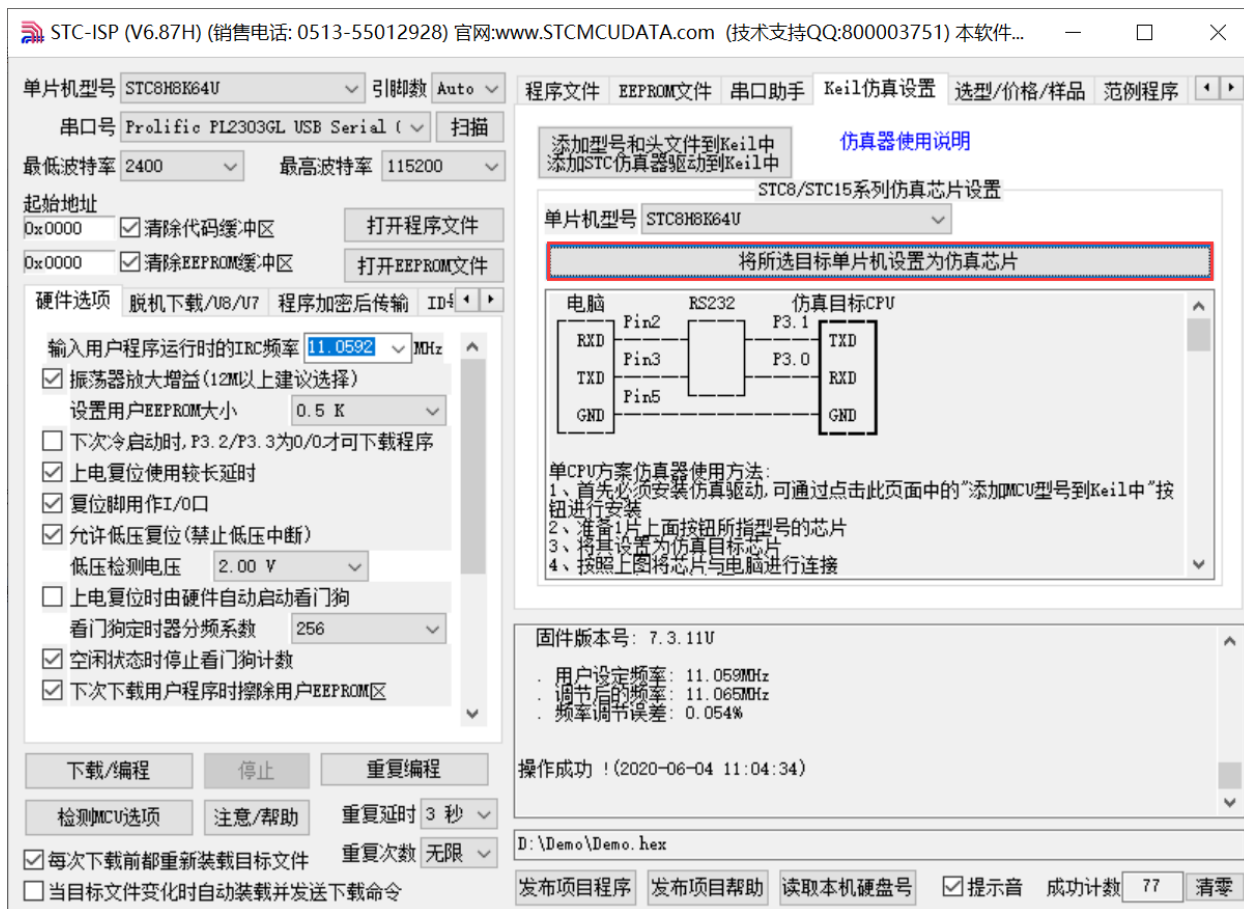 STC-ISP (V6.87H) (销售电话: 0513-55012928) 官网:www.STCMCUDATA.com (技术支持QQ:800003751) 本软件...
单片机型号 STC8H8K64U 引脚数 Auto
串口号 Prolific PL2303GL USB Serial ( 扫描
最低波特率 2400 最高波特率 115200
起始地址
0x0000 清除代码缓冲区 打开程序文件
0x0000 清除EEPROM缓冲区 打开EEPROM文件
硬件选项 脱机下载/U8/U7 程序加密后传输
输入用户程序运行时的IRC频率 11.0592 MHz
振荡器放大增益(12M以上建议选择)
设置用户EEPROM大小 0.5 K
下次冷启动时,P3.2/P3.3为0/0才可下载程序
上电复位使用较长延时
复位脚用作I/O口
允许低压复位(禁止低压中断)
低压检测电压 2.00 V
上电复位时由硬件自动启动看门狗
看门狗定时器分频系数 256
空闲状态时停止看门狗计数
下次下载用户程序时擦除用户EEPROM区
下载/编程 停止 重复编程
检测MCU选项 注意/帮助 重复延时 3 秒
每次下载前都重新装载目标文件 重复次数 无限
当目标文件变化时自动装载并发送下载命令
程序文件 EEPROM文件 串口助手 Keil仿真设置 选型/价格/样品 范例程序
添加型号和头文件到Keil中
添加STC仿真器驱动到Keil中
仿真器使用说明
STC8/STC15系列仿真芯片设置
单片机型号 STC8H8K64U
将所选目标单片机设置为仿真芯片
电脑 RS232 仿真目标CPU
Pin2 P3.1
RXD TXD
Pin3 P3.0
TXD RXD
Pin5
GND GND
单CPU方案仿真器使用方法:
1、首先必须安装仿真驱动,可通过点击此页面中的"添加MCU型号到Keil中"按
钮进行安装
2、准备1片上面按钮所指型号的芯片
3、将其设置为仿真目标芯片
4、按照上图将芯片与电脑进行连接
固件版本号: 7.3.11U
. 用户设定频率: 11.059MHz
. 调节后的频率: 11.065MHz
. 频率调节误差: 0.054%
操作成功 !(2020-06-04 11:04:34)
D:\Demo\Demo.hex
发布项目程序 发布项目帮助 读取本机硬盘号 提示音 成功计数 77 清零